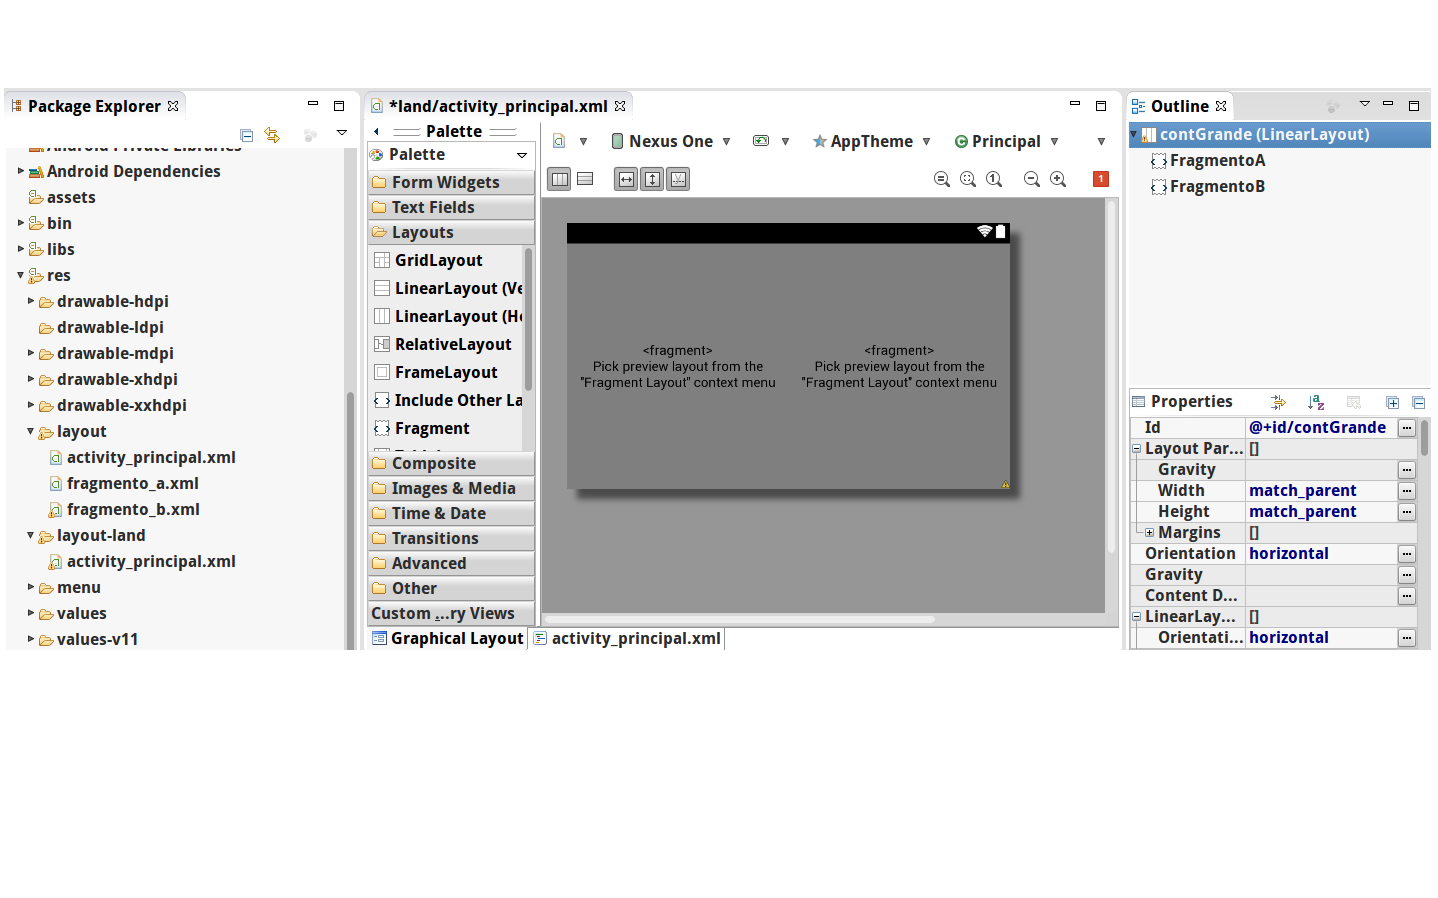 Package Explorer
Android Private Libraries
Android Dependencies
assets
bin
libs
res
drawable-hdpi
drawable-ldpi
drawable-mdpi
drawable-xhdpi
drawable-xxhdpi
layout
activity_principal.xml
fragmento_a.xml
fragmento_b.xml
layout-land
activity_principal.xml
menu
values
values-v11
*land/activity_principal.xml
Palette
Palette
Form Widgets
Text Fields
Layouts
GridLayout
LinearLayout (Ve
LinearLayout (Ho
RelativeLayout
FrameLayout
Include Other La
Fragment
Composite
Images & Media
Time & Date
Transitions
Advanced
Other
Custom ...ry Views
Graphical Layout
activity_principal.xml
Nexus One
AppTheme
Principal
1
1
<fragment>
Pick preview layout from the
"Fragment Layout" context menu
<fragment>
Pick preview layout from the
"Fragment Layout" context menu
Outline
contGrande (LinearLayout)
FragmentoA
FragmentoB
Properties
Id @+id/contGrande
Layout Par... []
Gravity
Width match_parent
Height match_parent
Margins []
Orientation horizontal
Gravity
Content D...
LinearLay... []
Orientati... horizontal